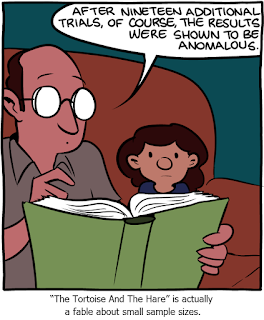 AFTER NINETEEN ADDITIONAL
TRIALS, OF COURSE, THE RESULTS
WERE SHOWN TO BE
ANOMALOUS.
"The Tortoise And The Hare" is actually
a fable about small sample sizes.